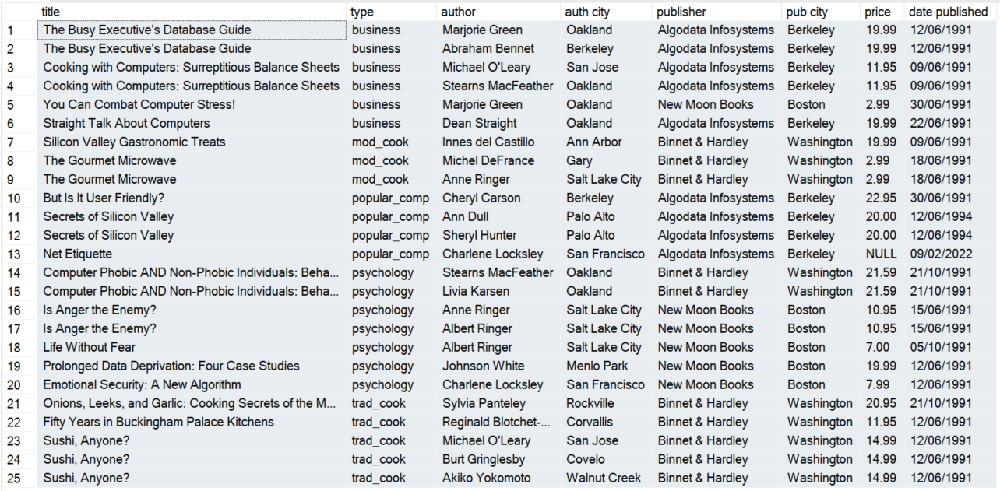 title type author auth city publisher pub city price date published
1 The Busy Executive's Database Guide business Marjorie Green Oakland Algodata Infosystems Berkeley 19.99 12/06/1991
2 The Busy Executive's Database Guide business Abraham Bennet Berkeley Algodata Infosystems Berkeley 19.99 12/06/1991
3 Cooking with Computers: Surreptitious Balance Sheets business Michael O'Leary San Jose Algodata Infosystems Berkeley 11.95 09/06/1991
4 Cooking with Computers: Surreptitious Balance Sheets business Stearns MacFeather Oakland Algodata Infosystems Berkeley 11.95 09/06/1991
5 You Can Combat Computer Stress! business Marjorie Green Oakland New Moon Books Boston 2.99 30/06/1991
6 Straight Talk About Computers business Dean Straight Oakland Algodata Infosystems Berkeley 19.99 22/06/1991
7 Silicon Valley Gastronomic Treats mod_cook Innes del Castillo Ann Arbor Binnet & Hardley Washington 19.99 09/06/1991
8 The Gourmet Microwave mod_cook Michel DeFrance Gary Binnet & Hardley Washington 2.99 18/06/1991
9 The Gourmet Microwave mod_cook Anne Ringer Salt Lake City Binnet & Hardley Washington 2.99 18/06/1991
10 But Is It User Friendly? popular_comp Cheryl Carson Berkeley Algodata Infosystems Berkeley 22.95 30/06/1991
11 Secrets of Silicon Valley popular_comp Ann Dull Palo Alto Algodata Infosystems Berkeley 20.00 12/06/1994
12 Secrets of Silicon Valley popular_comp Sheryl Hunter Palo Alto Algodata Infosystems Berkeley 20.00 12/06/1994
13 Net Etiquette popular_comp Charlene Locksley San Francisco Algodata Infosystems Berkeley NULL 09/02/2022
14 Computer Phobic AND Non-Phobic Individuals: Beha... psychology Stearns MacFeather Oakland Binnet & Hardley Washington 21.59 21/10/1991
15 Computer Phobic AND Non-Phobic Individuals: Beha... psychology Livia Karsen Oakland Binnet & Hardley Washington 21.59 21/10/1991
16 Is Anger the Enemy? psychology Anne Ringer Salt Lake City New Moon Books Boston 10.95 15/06/1991
17 Is Anger the Enemy? psychology Albert Ringer Salt Lake City New Moon Books Boston 10.95 15/06/1991
18 Life Without Fear psychology Albert Ringer Salt Lake City New Moon Books Boston 7.00 05/10/1991
19 Prolonged Data Deprivation: Four Case Studies psychology Johnson White Menlo Park New Moon Books Boston 19.99 12/06/1991
20 Emotional Security: A New Algorithm psychology Charlene Locksley San Francisco New Moon Books Boston 7.99 12/06/1991
21 Onions, Leeks, and Garlic: Cooking Secrets of the M... trad_cook Sylvia Panteley Rockville Binnet & Hardley Washington 20.95 21/10/1991
22 Fifty Years in Buckingham Palace Kitchens trad_cook Reginald Blotchet-... Corvallis Binnet & Hardley Washington 11.95 12/06/1991
23 Sushi, Anyone? trad_cook Michael O'Leary San Jose Binnet & Hardley Washington 14.99 12/06/1991
24 Sushi, Anyone? trad_cook Burt Gringlesby Covelo Binnet & Hardley Washington 14.99 12/06/1991
25 Sushi, Anyone? trad_cook Akiko Yokomoto Walnut Creek Binnet & Hardley Washington 14.99 12/06/1991